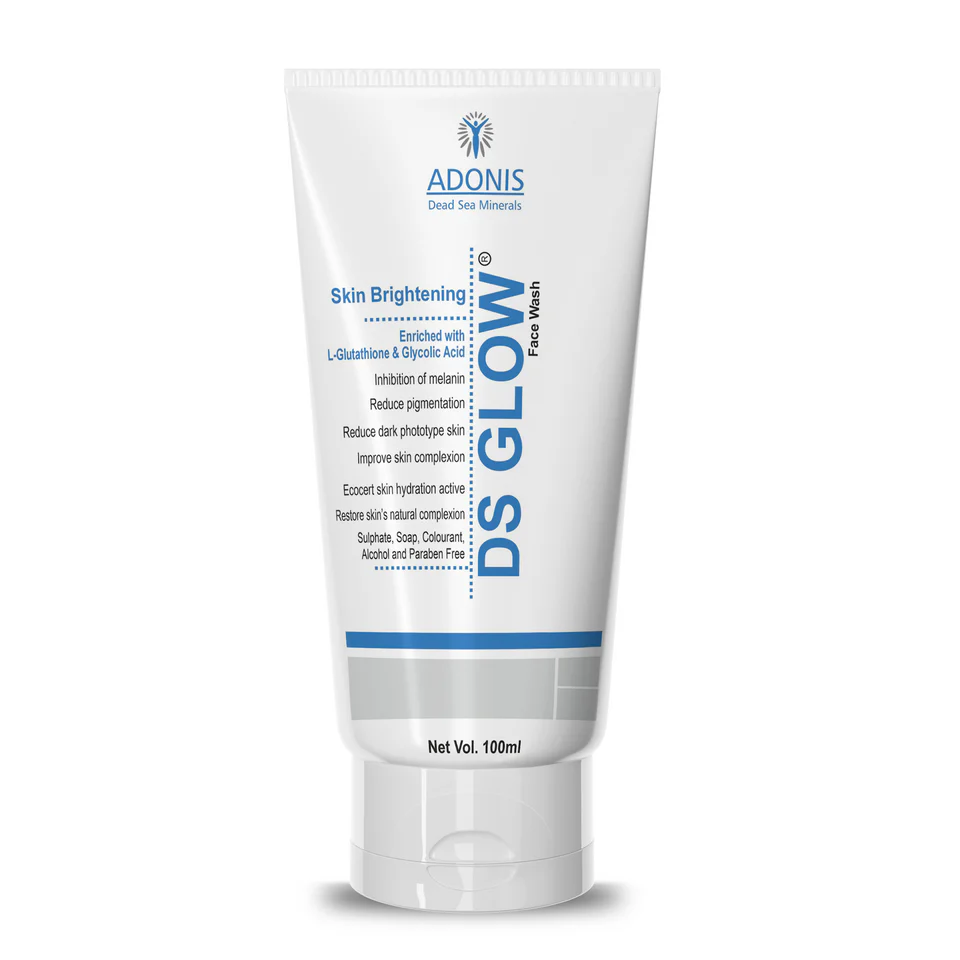 ADONIS
Dead Sea Minerals
Skin Brightening
Enriched with
L-Glutathione & Glycolic Acid
Inhibition of melanin
Reduce pigmentation
Reduce dark phototype skin
Improve skin complexion
Ecocert skin hydration active
Restore skin's natural complexion
Sulphate, Soap, Colourant,
Alcohol and Paraben Free
DS GLOW®
Face Wash
Net Vol. 100ml